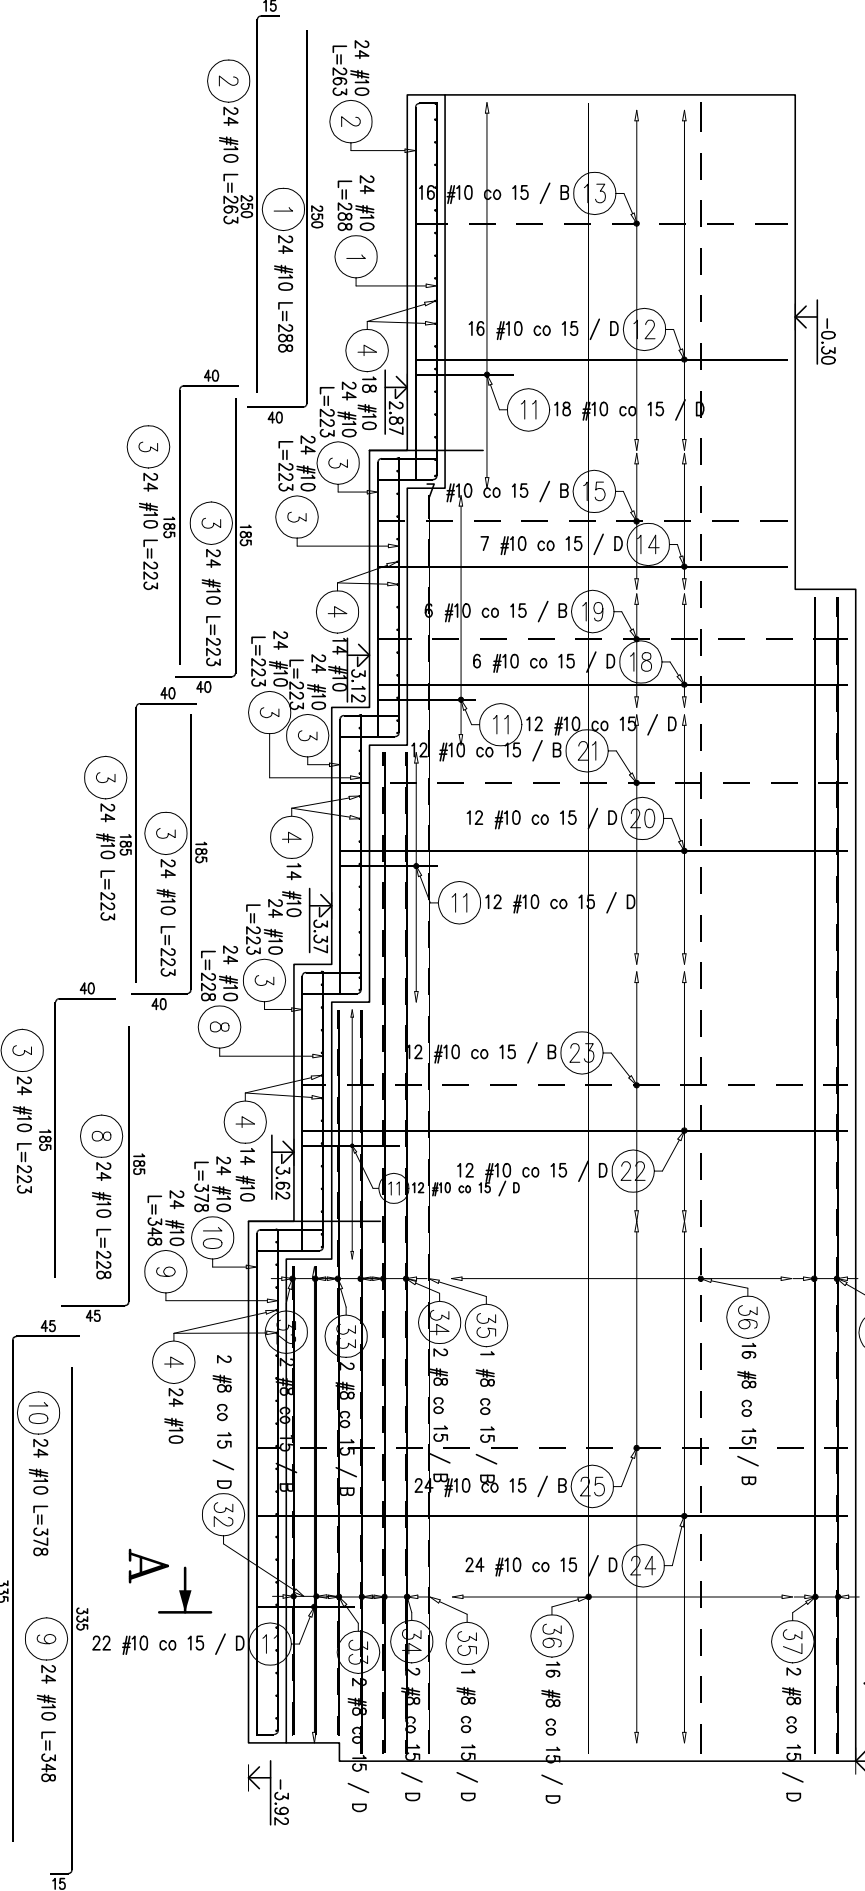 15
24 #10
L=263
2
2 24 #10 L=263
250
1 24 #10 L=288
250
24 #10
L=288
1
16 #10 co 15 / B 13
16 #10 co 15 / D 12
-0.30
4
18 #10
-2.87
11 18 #10 co 15 / D
40
40
24 #10
L=223
3
24 #10
L=223
3
3 24 #10 L=223
185
3 24 #10 L=223
185
7 #10 co 15 / B 15
7 #10 co 15 / D 14
4
14 #10
-3.12
6 #10 co 15 / B 19
6 #10 co 15 / D 18
40
40
24 #10
L=223
3
24 #10
L=223
3
11 12 #10 co 15 / D
12 #10 co 15 / B 21
12 #10 co 15 / D 20
3 24 #10 L=223
185
3 24 #10 L=223
185
4 14 #10
-3.37
11 12 #10 co 15 / D
24 #10
L=223
3
24 #10
L=228
8
40
40
12 #10 co 15 / B 23
3 24 #10 L=223
185
8 24 #10 L=228
185
4 14 #10
-3.62
12 #10 co 15 / D 22
11 12 #10 co 15 / D
24 #10
L=378
10
24 #10
L=348
9
45
45
4 24 #10
32 2 #8 co 15 / B
33 2 #8 co 15 / B
34 2 #8 co 15 / B
35 1 #8 co 15 / B
36 16 #8 co 15 / B
10 24 #10 L=378
335
9 24 #10 L=348
335
24 #10 co 15 / B 25
24 #10 co 15 / D 24
2 #8 co 15 / D
32
A
22 #10 co 15 / D 11
33 2 #8 co 15 / D
34 2 #8 co 15 / D
35 1 #8 co 15 / D
36 16 #8 co 15 / D
37 2 #8 co 15 / D
-3.92
15